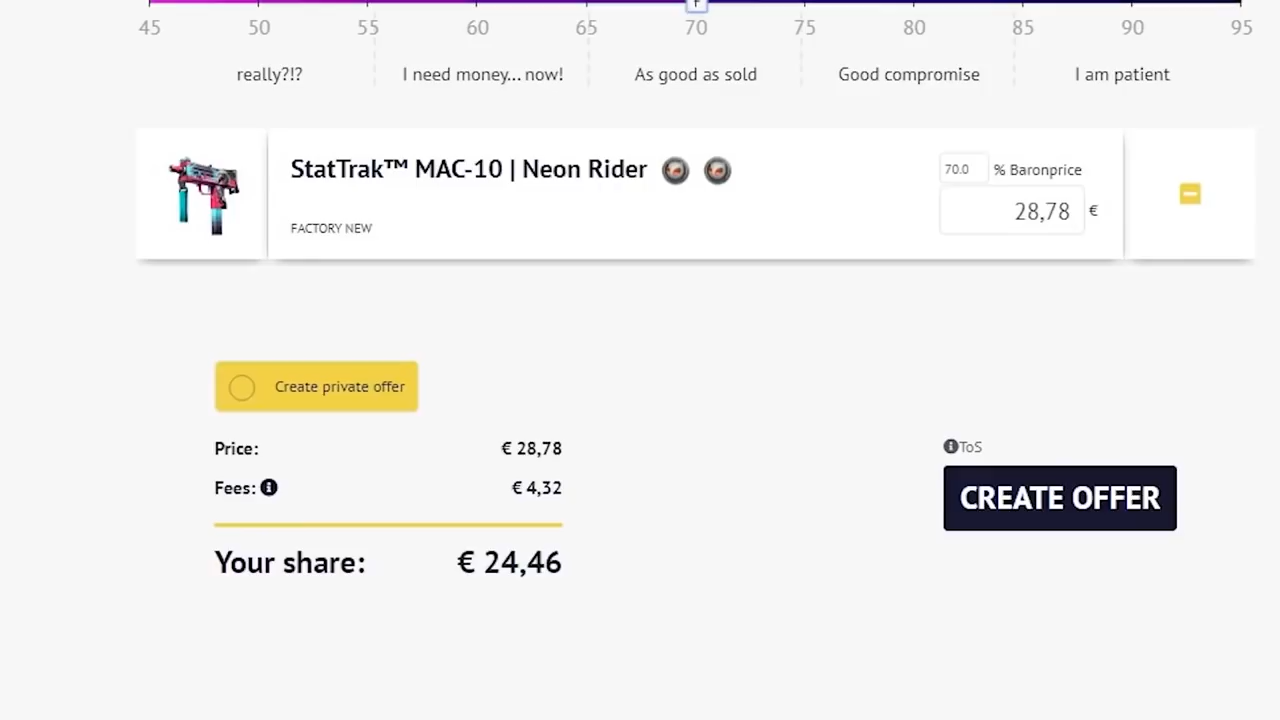 45 50 55 60 65 70 75 80 85 90 95
really?!? I need money... now! As good as sold Good compromise I am patient
StatTrak™ MAC-10 | Neon Rider
70.0 % Baronprice
28,78 €
FACTORY NEW
Create private offer
Price: € 28,78
ToS
Fees: € 4,32
CREATE OFFER
Your share: € 24,46